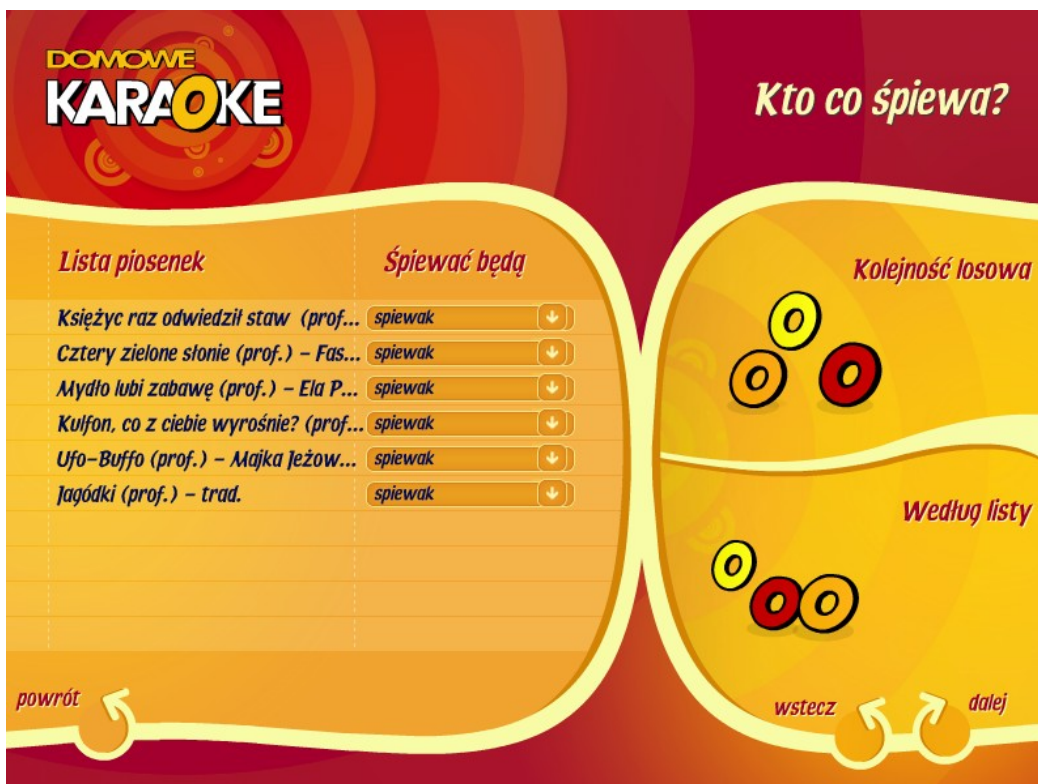 DOMOWE
KARAOKE
Kto co śpiewa?
Lista piosenek
Śpiewać będą
Księżyc raz odwiedził staw (prof... spiewak
Cztery zielone słonie (prof.) – Fas... spiewak
Mydło lubi zabawę (prof.) – Ela P... spiewak
Kulfon, co z ciebie wyrośnie? (prof... spiewak
Ufo-Buffo (prof.) – Majka Jeżow... spiewak
Jagódki (prof.) – trad. spiewak
Kolejność losowa
Według listy
powrót
wstecz
dalej